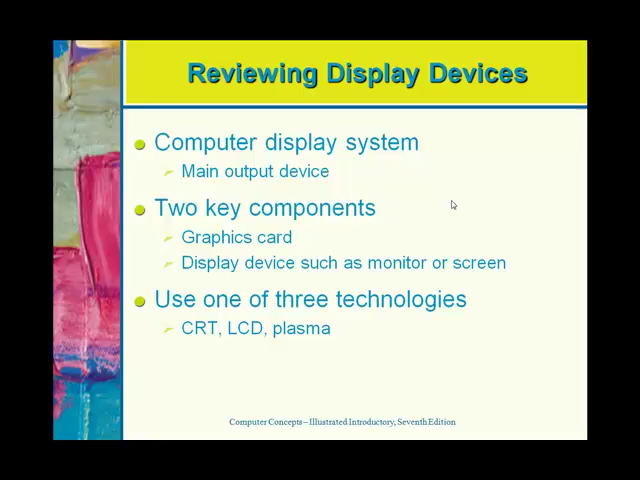 Reviewing Display Devices
Computer display system
Main output device
Two key components
Graphics card
Display device such as monitor or screen
Use one of three technologies
CRT, LCD, plasma
Computer Concepts – Illustrated Introductory, Seventh Edition